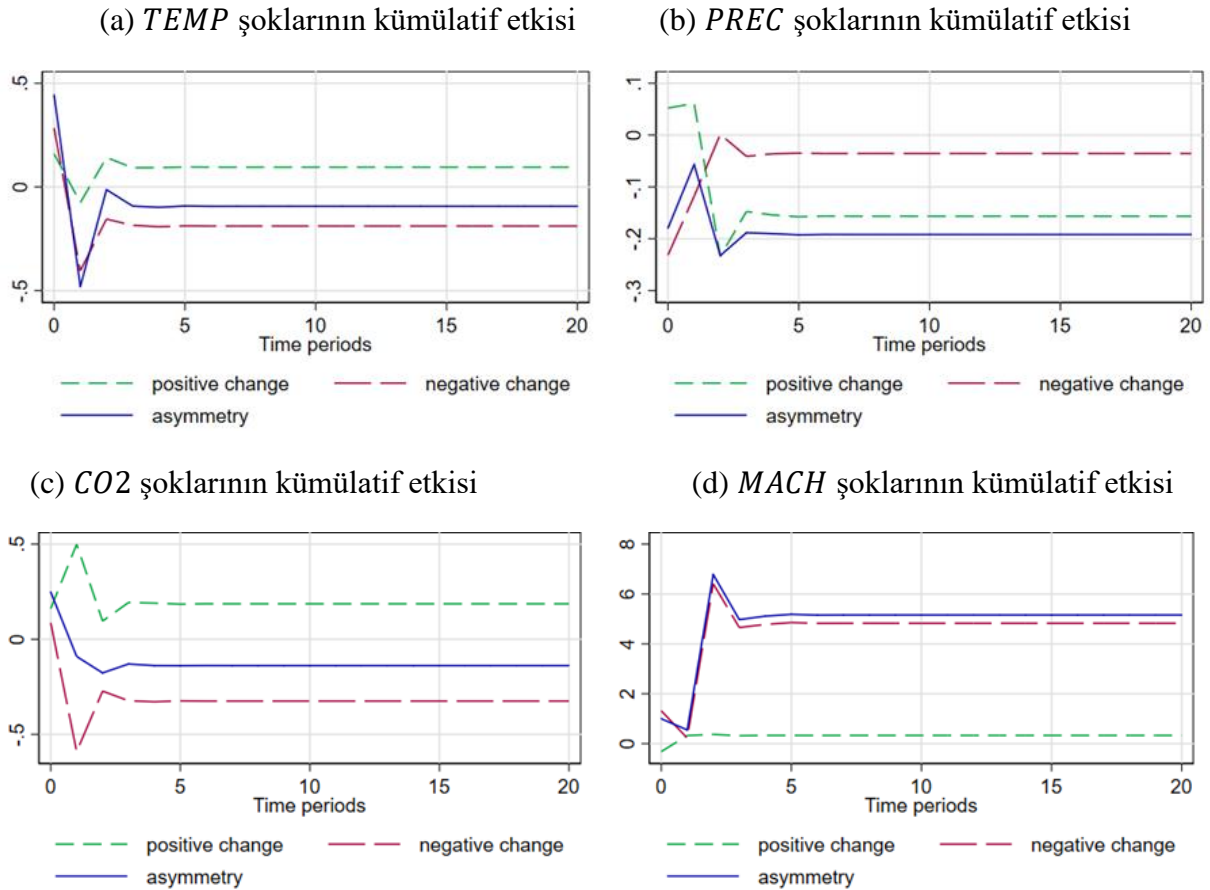 (a) TEMP şoklarının kümülatif etkisi
(b) PREC şoklarının kümülatif etkisi
.5
0
-.5
0 5 10 15 20
Time periods
positive change negative change
asymmetry
.1
0
-.1
-.2
-.3
0 5 10 15 20
Time periods
positive change negative change
asymmetry
(c) CO2 şoklarının kümülatif etkisi
(d) MACH şoklarının kümülatif etkisi
.5
0
-.5
0 5 10 15 20
Time periods
positive change negative change
asymmetry
8
6
4
2
0
0 5 10 15 20
Time periods
positive change negative change
asymmetry